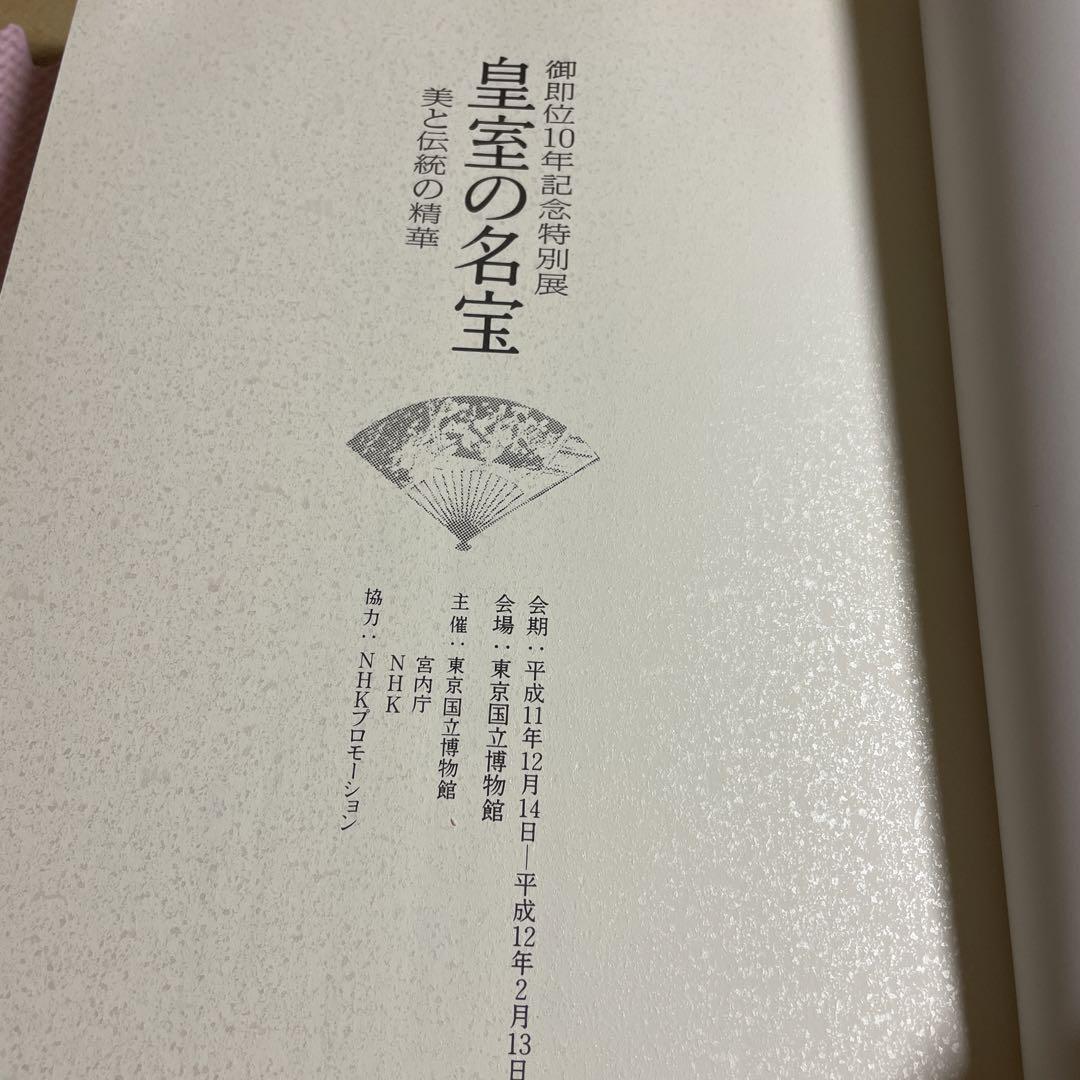 御即位10年記念特別展
皇室の名宝
美と伝統の精華
会期：平成11年12月14日―平成12年2月13日
会場：東京国立博物館
主催：東京国立博物館
宮内庁
NHK
協力：NHKプロモーション